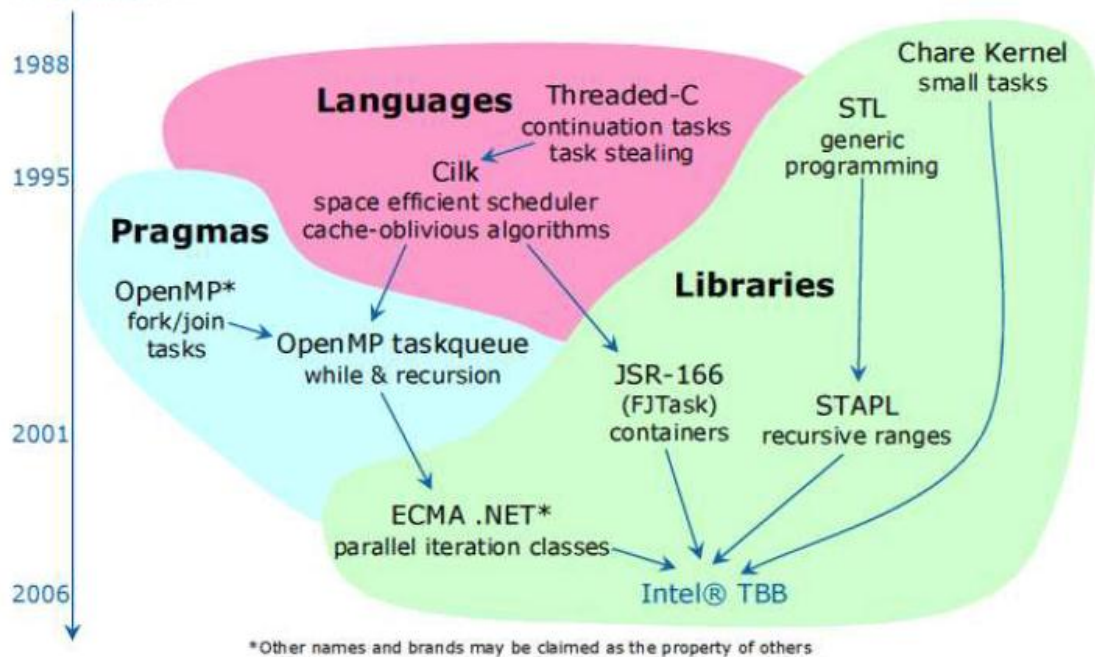 1988
Chare Kernel
small tasks
Languages
Threaded-C
continuation tasks
task stealing
STL
generic
programming
1995
Cilk
space efficient scheduler
cache-oblivious algorithms
Pragmas
Libraries
OpenMP*
fork/join
tasks
OpenMP taskqueue
while & recursion
JSR-166
(FJTask)
containers
STAPL
recursive ranges
2001
ECMA .NET*
parallel iteration classes
2006
Intel® TBB
*Other names and brands may be claimed as the property of others